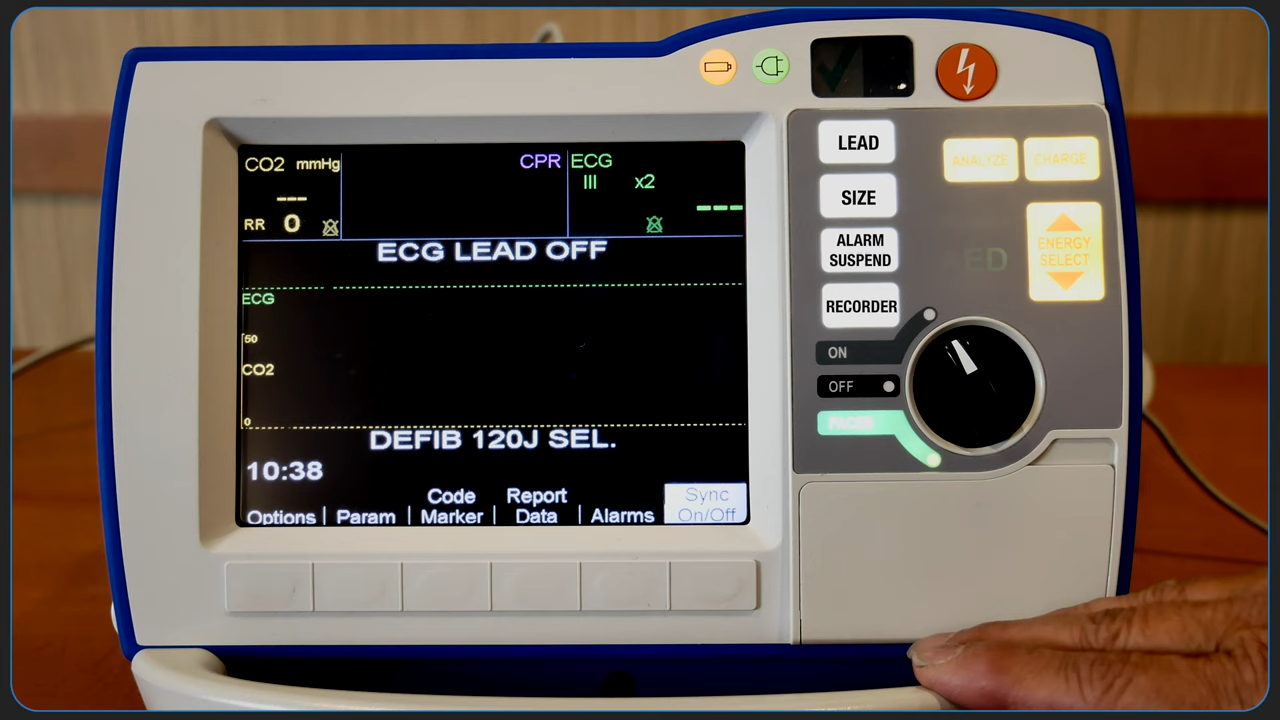 CO2 mmHg
---
RR 0
CPR
ECG
III x2
---
ECG LEAD OFF
ECG
50
CO2
0
DEFIB 120J SEL.
10:38
Options
Param
Code
Marker
Report
Data
Alarms
Sync
On/Off
LEAD
SIZE
ALARM
SUSPEND
RECORDER
ANALYZE
CHARGE
ENERGY
SELECT
ON
OFF
PACER